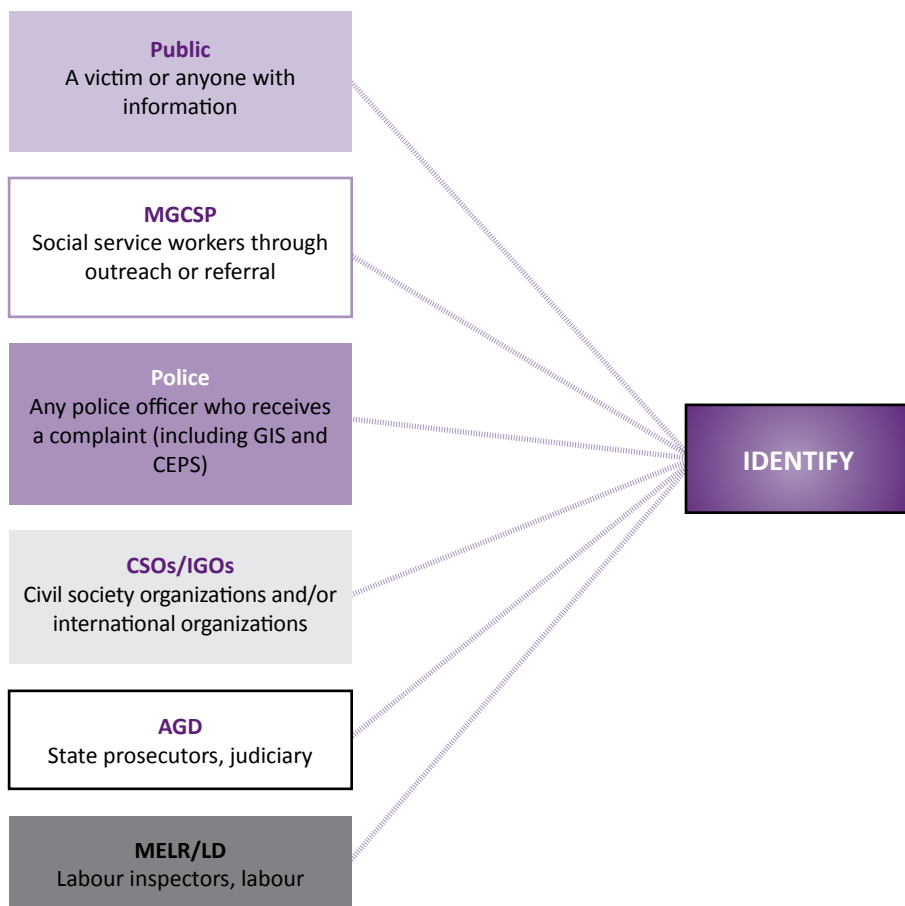 Public
A victim or anyone with
information
MGCSP
Social service workers through
outreach or referral
Police
Any police officer who receives
a complaint (including GIS and
CEPS)
IDENTIFY
CSOs/IGOs
Civil society organizations and/or
international organizations
AGD
State prosecutors, judiciary
MELR/LD
Labour inspectors, labour